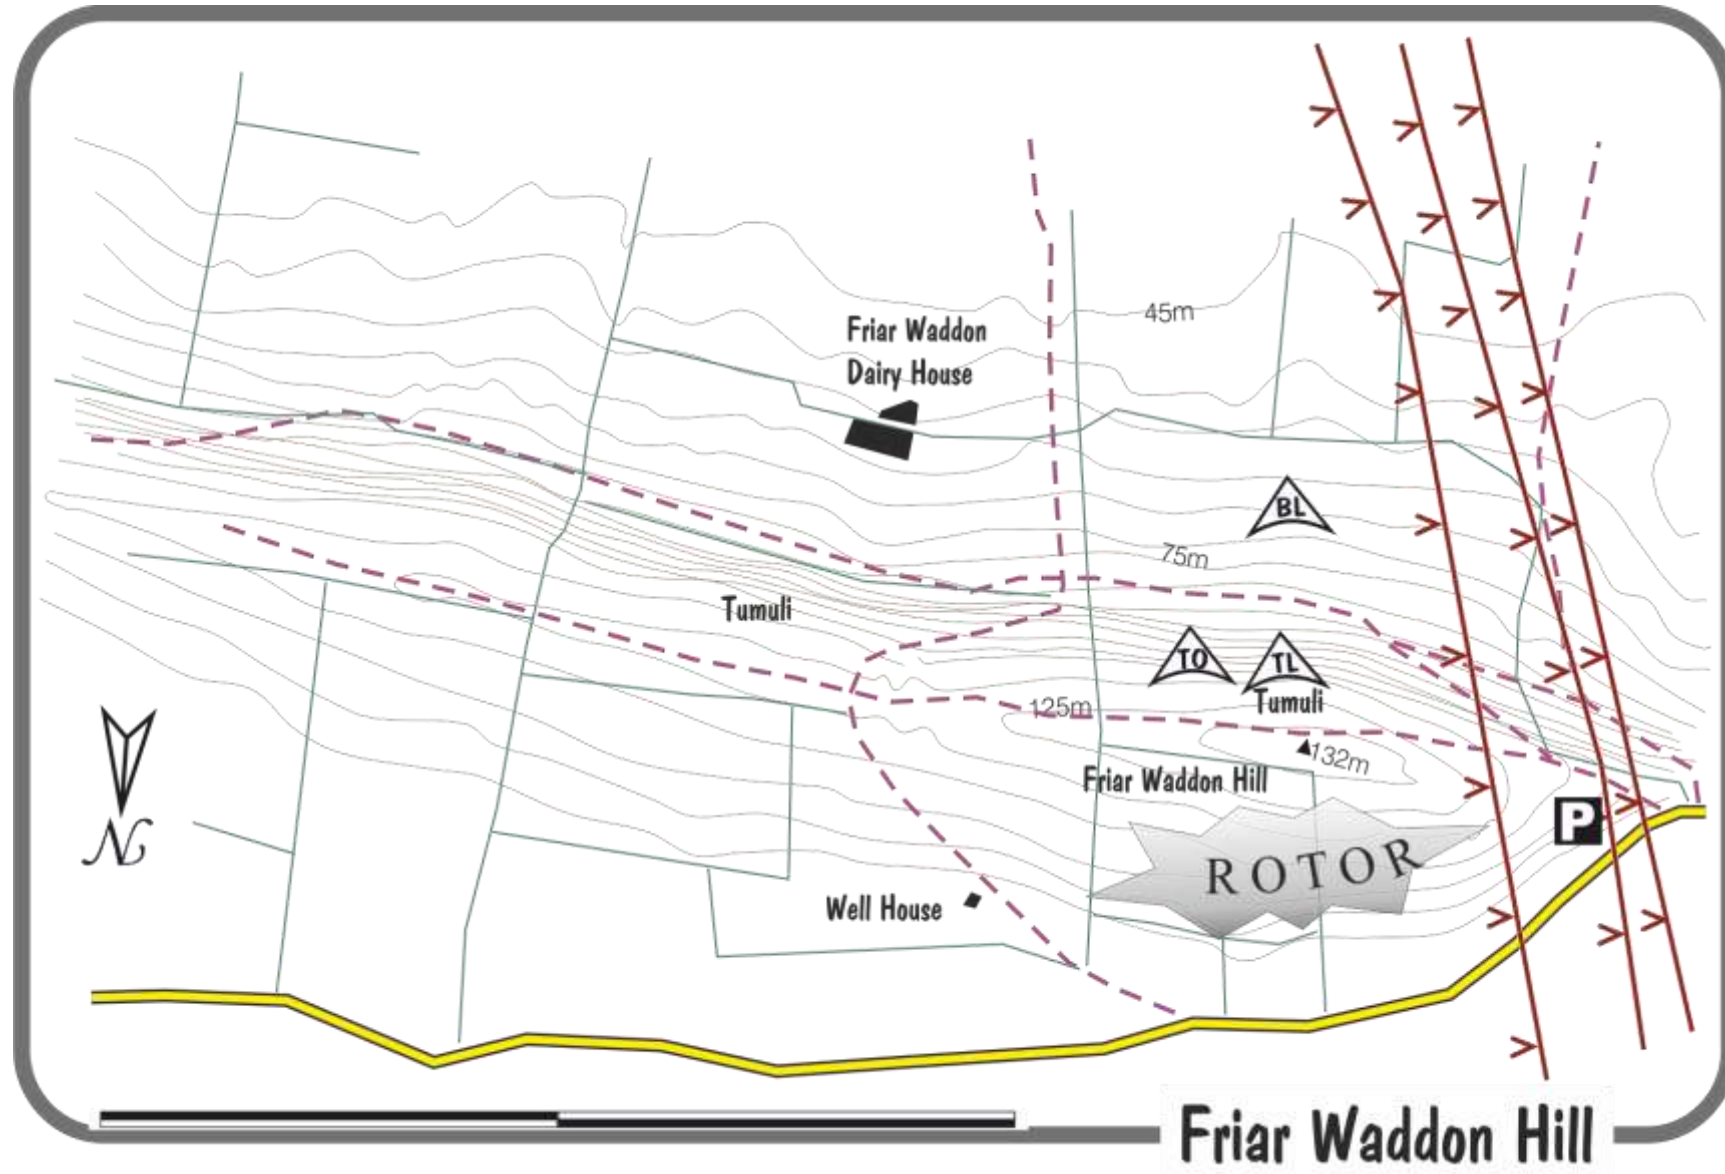 45m
Friar Waddon
Dairy House
BL
75m
Tumuli
TO
TL
Tumuli
125m
132m
Friar Waddon Hill
P
N
ROTOR
Well House
Friar Waddon Hill